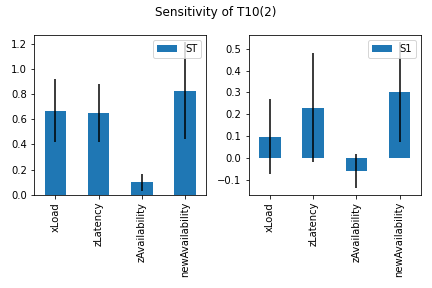 Sensitivity of T10(2)
ST
1.2
1.0
0.8
0.6
0.4
0.2
0.0
xLoad
zLatency
zAvailability
newAvailability
S1
0.5
0.4
0.3
0.2
0.1
0.0
−0.1
xLoad
zLatency
zAvailability
newAvailability